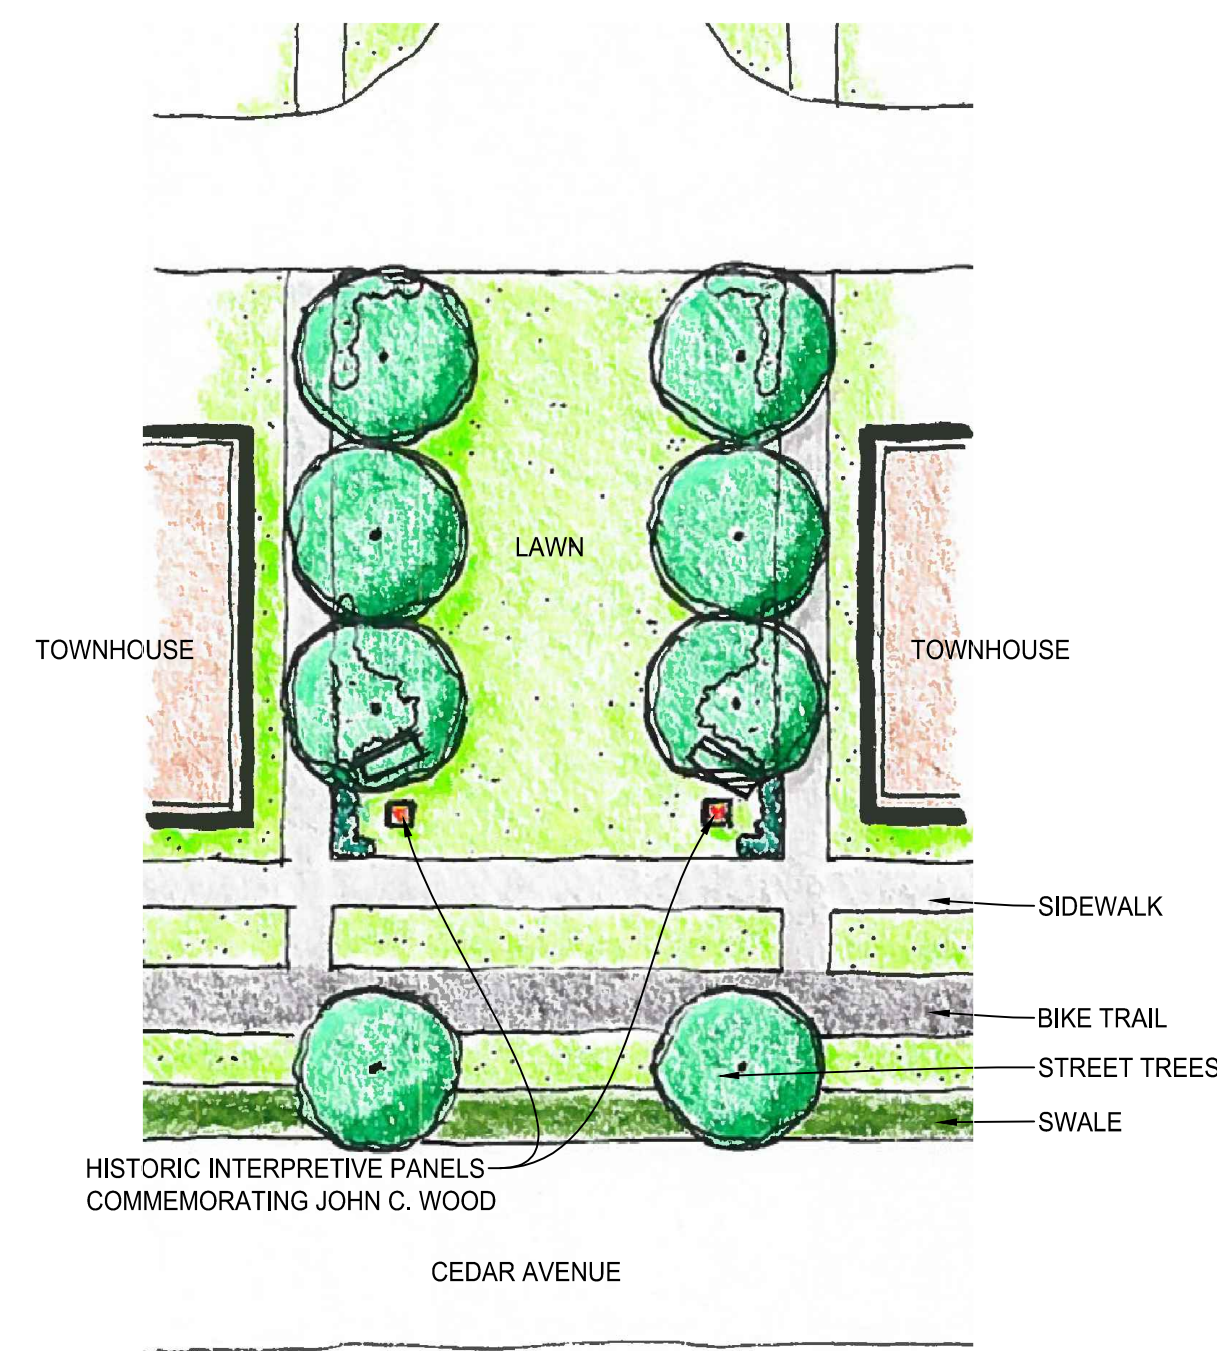 LAWN
TOWNHOUSE
TOWNHOUSE
SIDEWALK
BIKE TRAIL
STREET TREES
SWALE
HISTORIC INTERPRETIVE PANELS
COMMEMORATING JOHN C. WOOD
CEDAR AVENUE